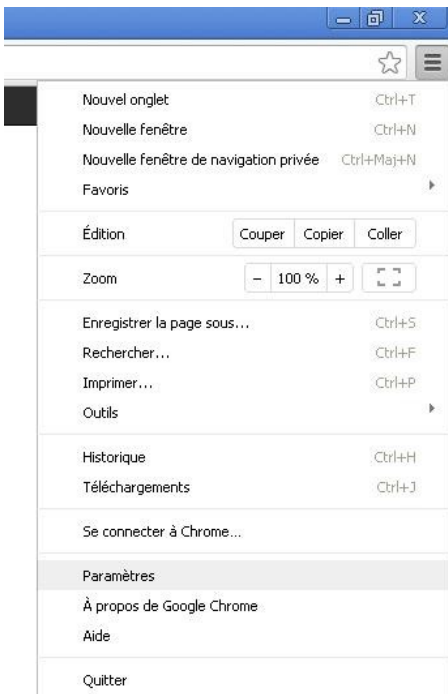 Nouvel onglet Ctrl+T
Nouvelle fenêtre Ctrl+N
Nouvelle fenêtre de navigation privée Ctrl+Maj+N
Favoris
Édition Couper Copier Coller
Zoom − 100 % +
Enregistrer la page sous... Ctrl+S
Rechercher... Ctrl+F
Imprimer... Ctrl+P
Outils
Historique Ctrl+H
Téléchargements Ctrl+J
Se connecter à Chrome...
Paramètres
À propos de Google Chrome
Aide
Quitter